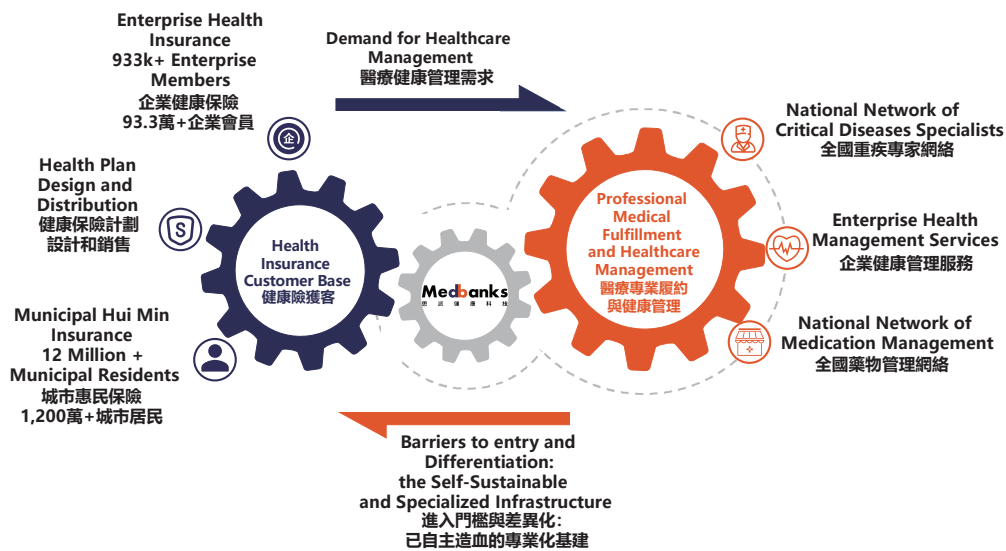 Enterprise Health
Insurance
933k+ Enterprise
Members
企業健康保險
93.3萬+企業會員
企
Demand for Healthcare
Management
醫療健康管理需求
Health Plan
Design and
Distribution
健康保險計劃
設計和銷售
S
Municipal Hui Min
Insurance
12 Million +
Municipal Residents
城市惠民保險
1,200萬+城市居民
Health
Insurance
Customer Base
健康險獲客
Medbanks
思派健康科技
Professional
Medical
Fulfillment
and Healthcare
Management
醫療專業履約
與健康管理
National Network of
Critical Diseases Specialists
全國重疾專家網絡
Enterprise Health
Management Services
企業健康管理服務
National Network of
Medication Management
全國藥物管理網絡
Barriers to entry and
Differentiation:
the Self-Sustainable
and Specialized Infrastructure
進入門檻與差異化：
已自主造血的專業化基建